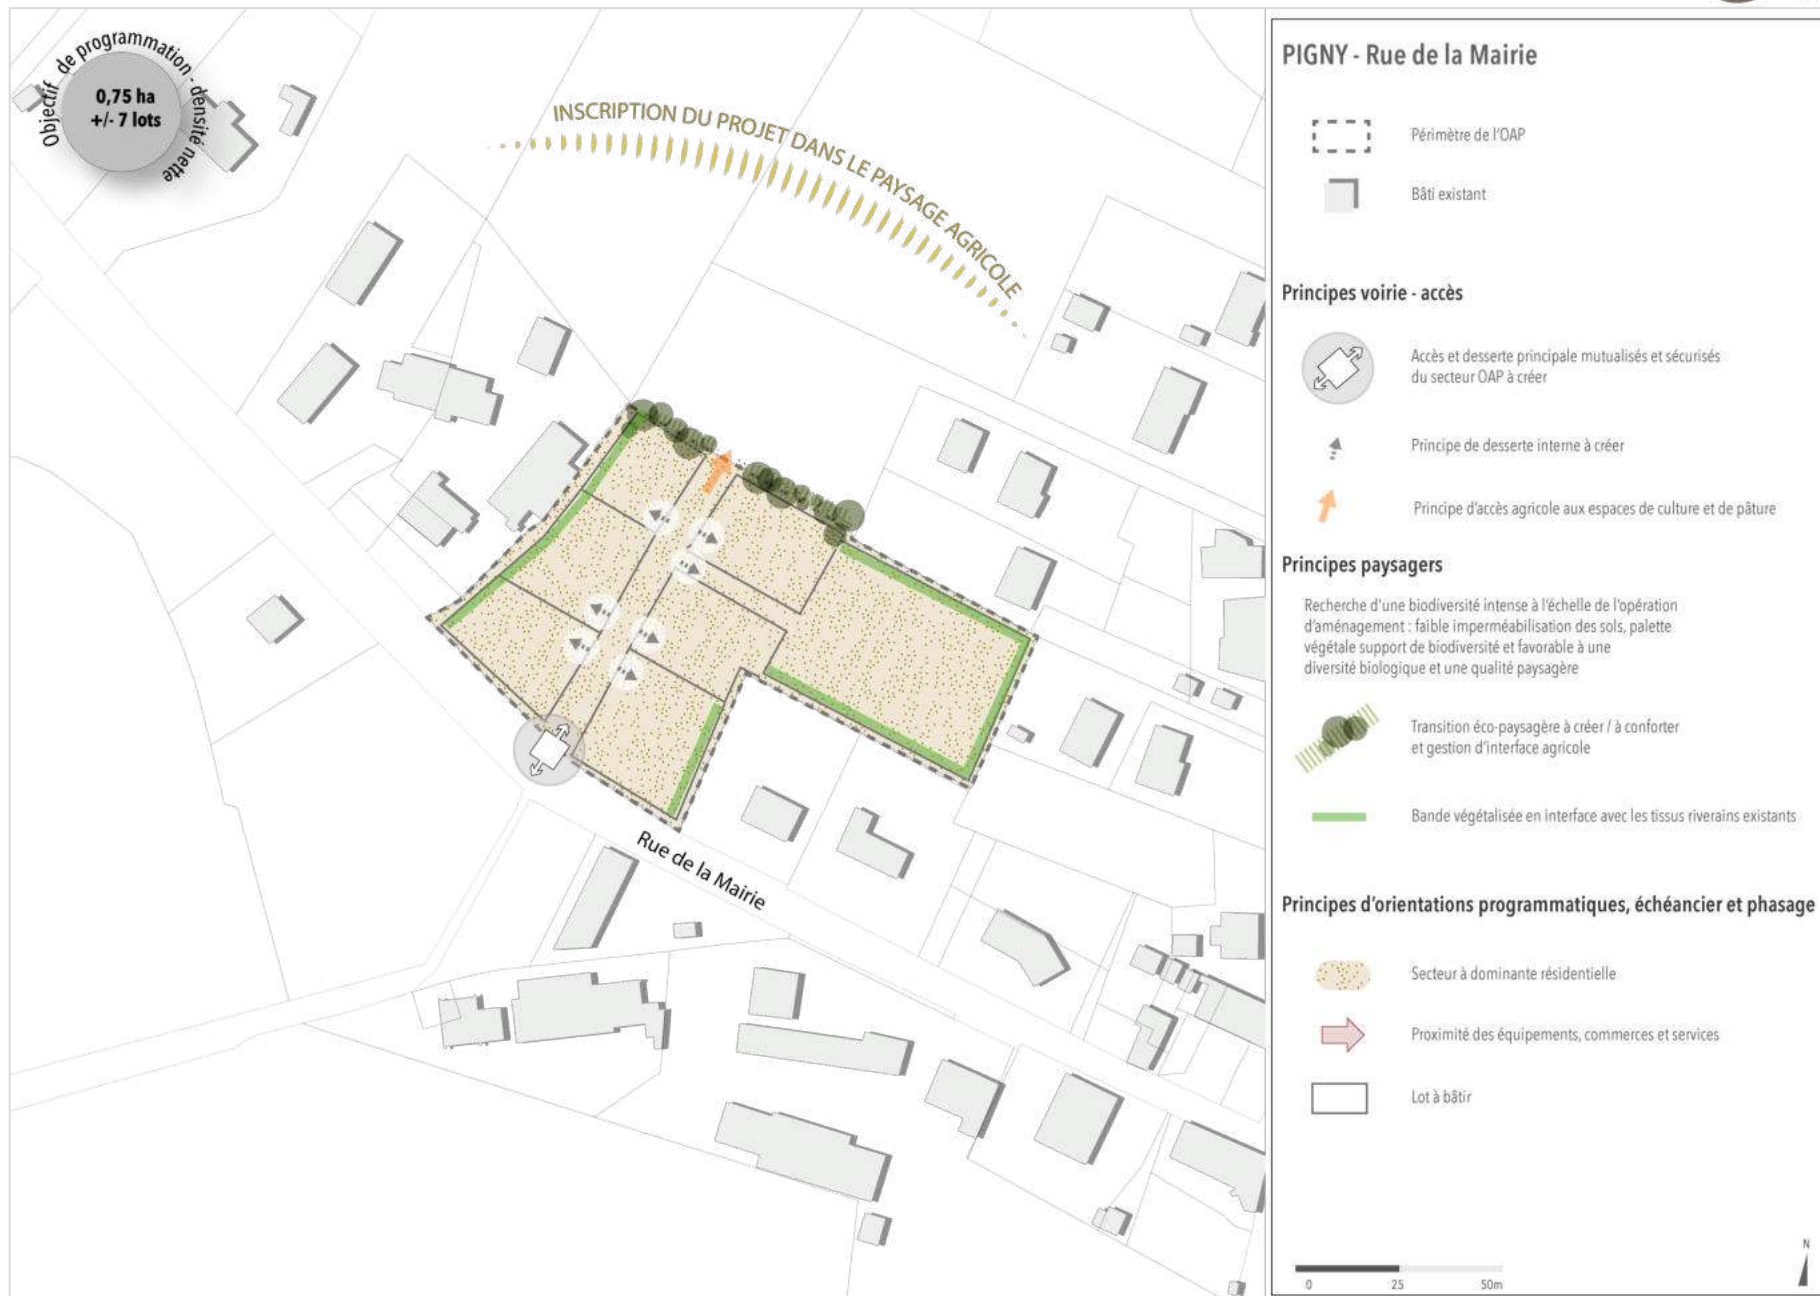 Objectif de programmation - densité nette
0,75 ha
+/- 7 lots
INSCRIPTION DU PROJET DANS LE PAYSAGE AGRICOLE
Rue de la Mairie
PIGNY - Rue de la Mairie
Périmètre de l'OAP
Bâti existant
Principes voirie - accès
Accès et desserte principale mutualisés et sécurisés
du secteur OAP à créer
Principe de desserte interne à créer
Principe d'accès agricole aux espaces de culture et de pâture
Principes paysagers
Recherche d'une biodiversité intense à l'échelle de l'opération
d'aménagement : faible imperméabilisation des sols, palette
végétale support de biodiversité et favorable à une
diversité biologique et une qualité paysagère
Transition éco-paysagère à créer / à conforter
et gestion d'interface agricole
Bande végétalisée en interface avec les tissus riverains existants
Principes d'orientations programmatiques, échéancier et phasage
Secteur à dominante résidentielle
Proximité des équipements, commerces et services
Lot à bâtir
0 25 50m
N